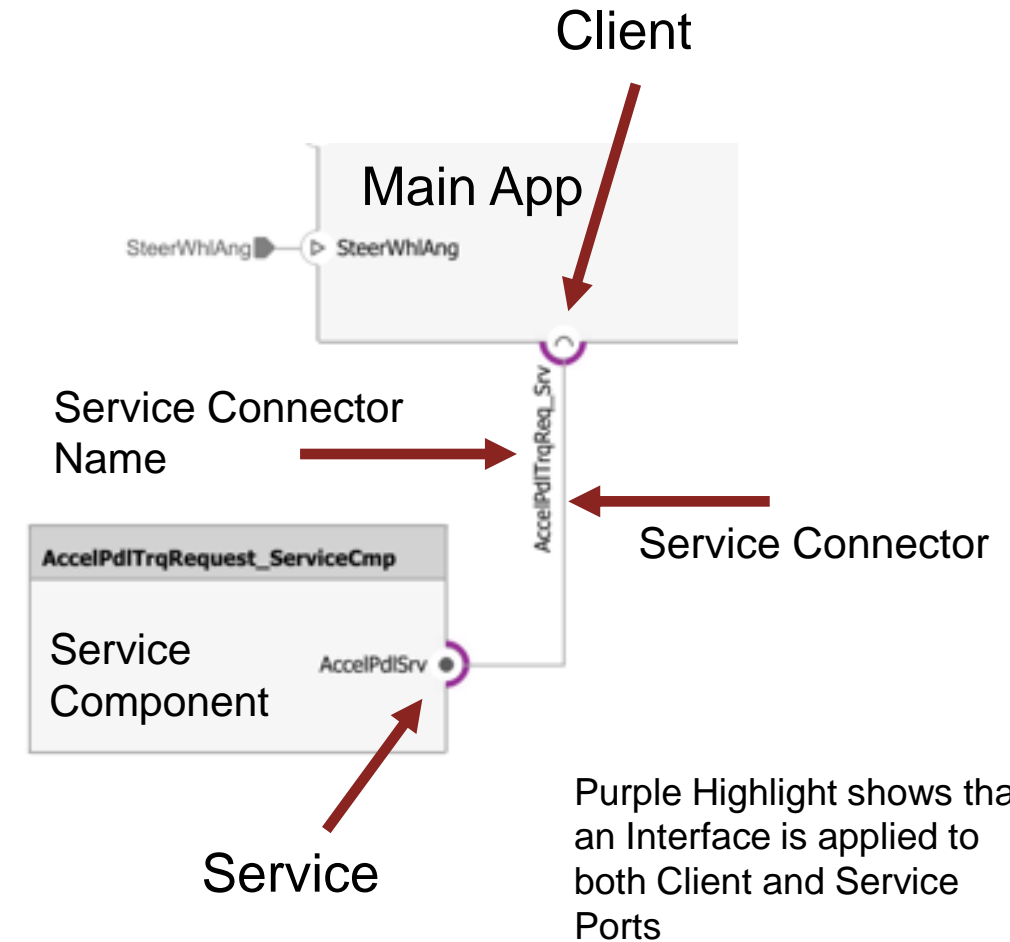 Client
Main App
SteerWhlAng
SteerWhlAng
AccelPdlTrqReq_Srv
Service Connector
Name
Service Connector
AccelPdlTrqRequest_ServiceCmp
Service
Component
AccelPdlSrv
Service
Purple Highlight shows tha
an Interface is applied to
both Client and Service
Ports